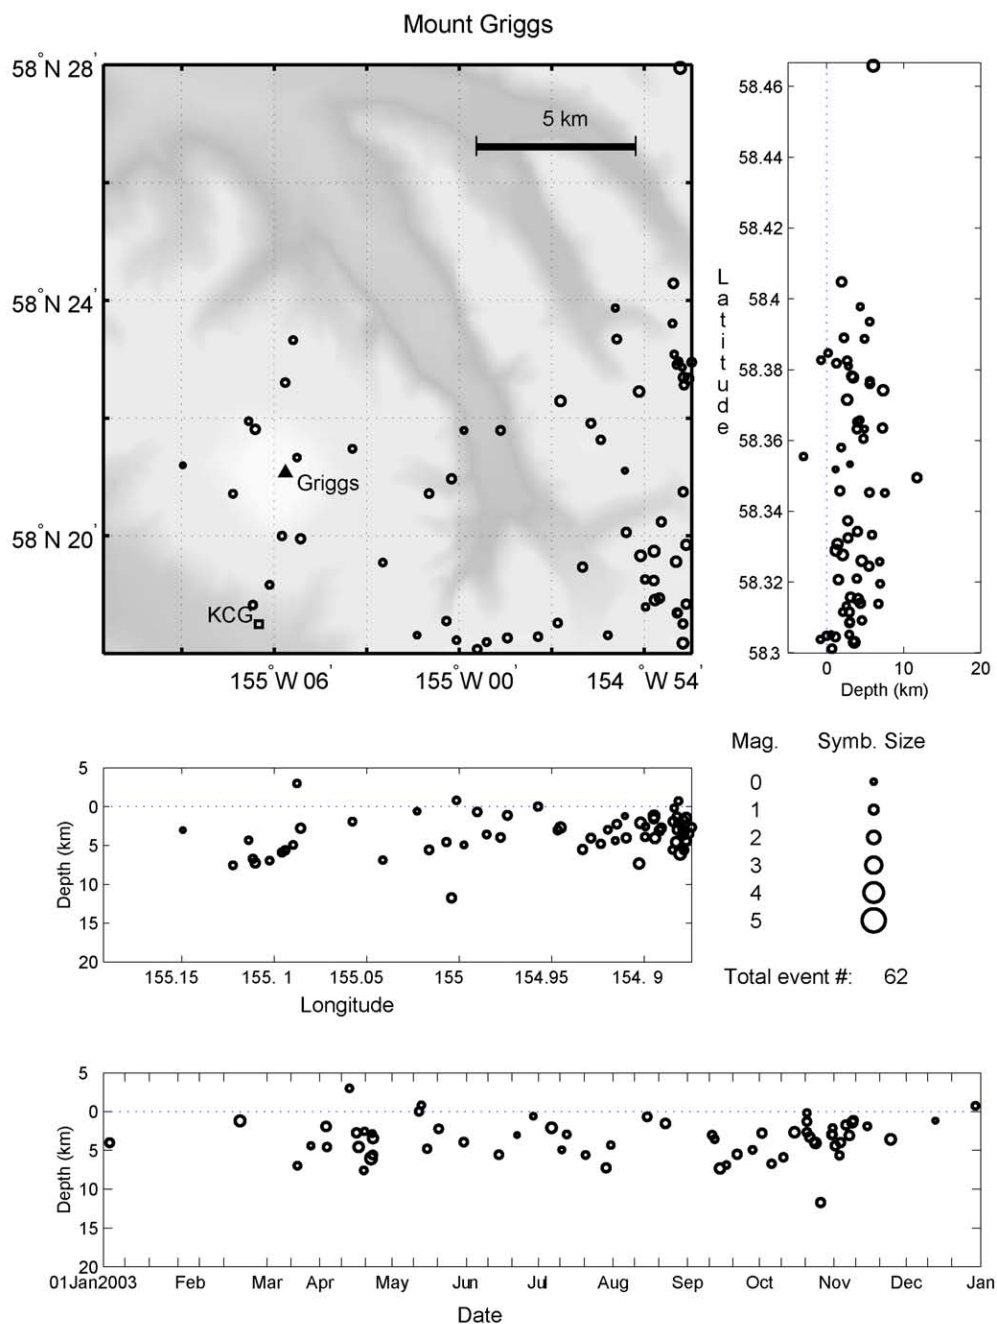 Mount Griggs
58°N 28'
5 km
58°N 24'
58°N 20'
Griggs
KCG
155°W 06'
155°W 00'
154°W 54'
58.46
58.44
58.42
58.4
58.38
58.36
58.34
58.32
58.3
Latitude
0 10 20
Depth (km)
5
0
5
10
15
20
Depth (km)
155.15 155. 1 155.05 155 154.95 154. 9
Longitude
Mag. Symb. Size
0
1
2
3
4
5
Total event #: 62
5
0
5
10
15
20
Depth (km)
01Jan2003 Feb Mar Apr May Jun Jul Aug Sep Oct Nov Dec Jan
Date